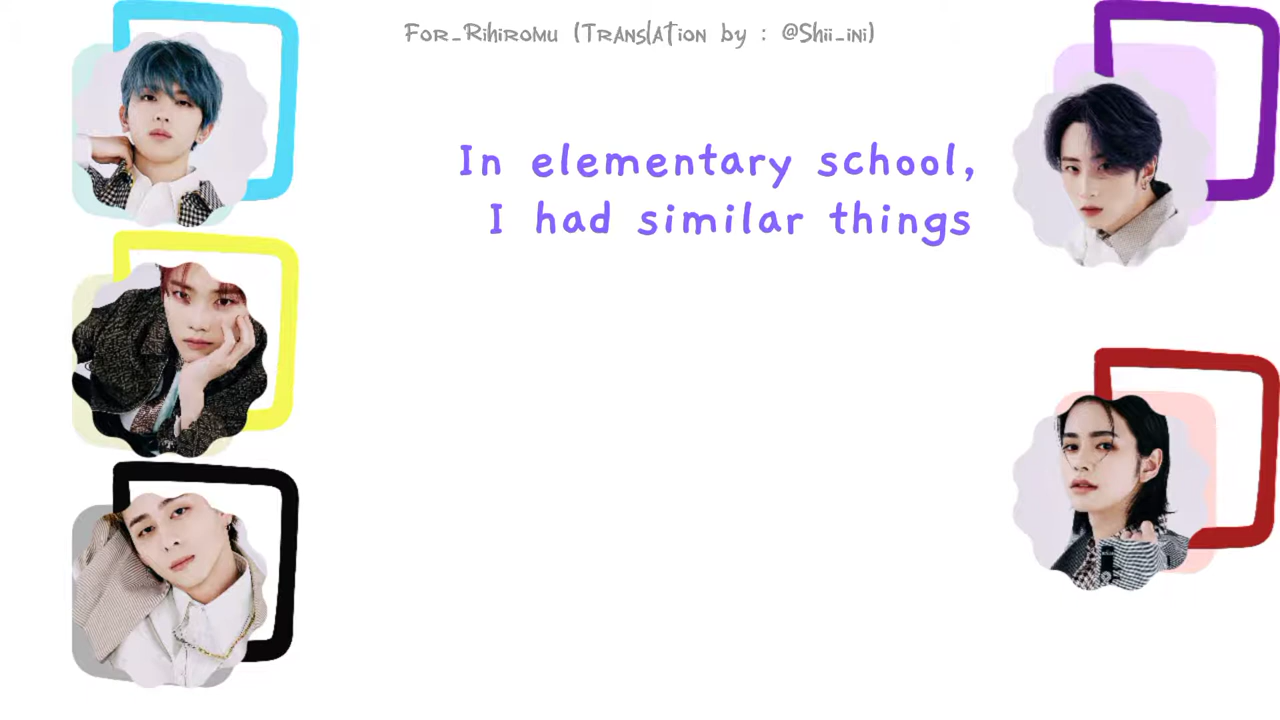 For_Rihiromu (Translation by : @Shii_ini)
In elementary school,
I had similar things